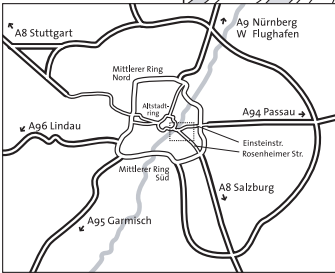 A8 Stuttgart
A9 Nürnberg
W Flughafen
Mittlerer Ring
Nord
Altstadt-
ring
A94 Passau
A96 Lindau
Einsteinstr.
Rosenheimer Str.
Mittlerer Ring
Süd
A8 Salzburg
A95 Garmisch